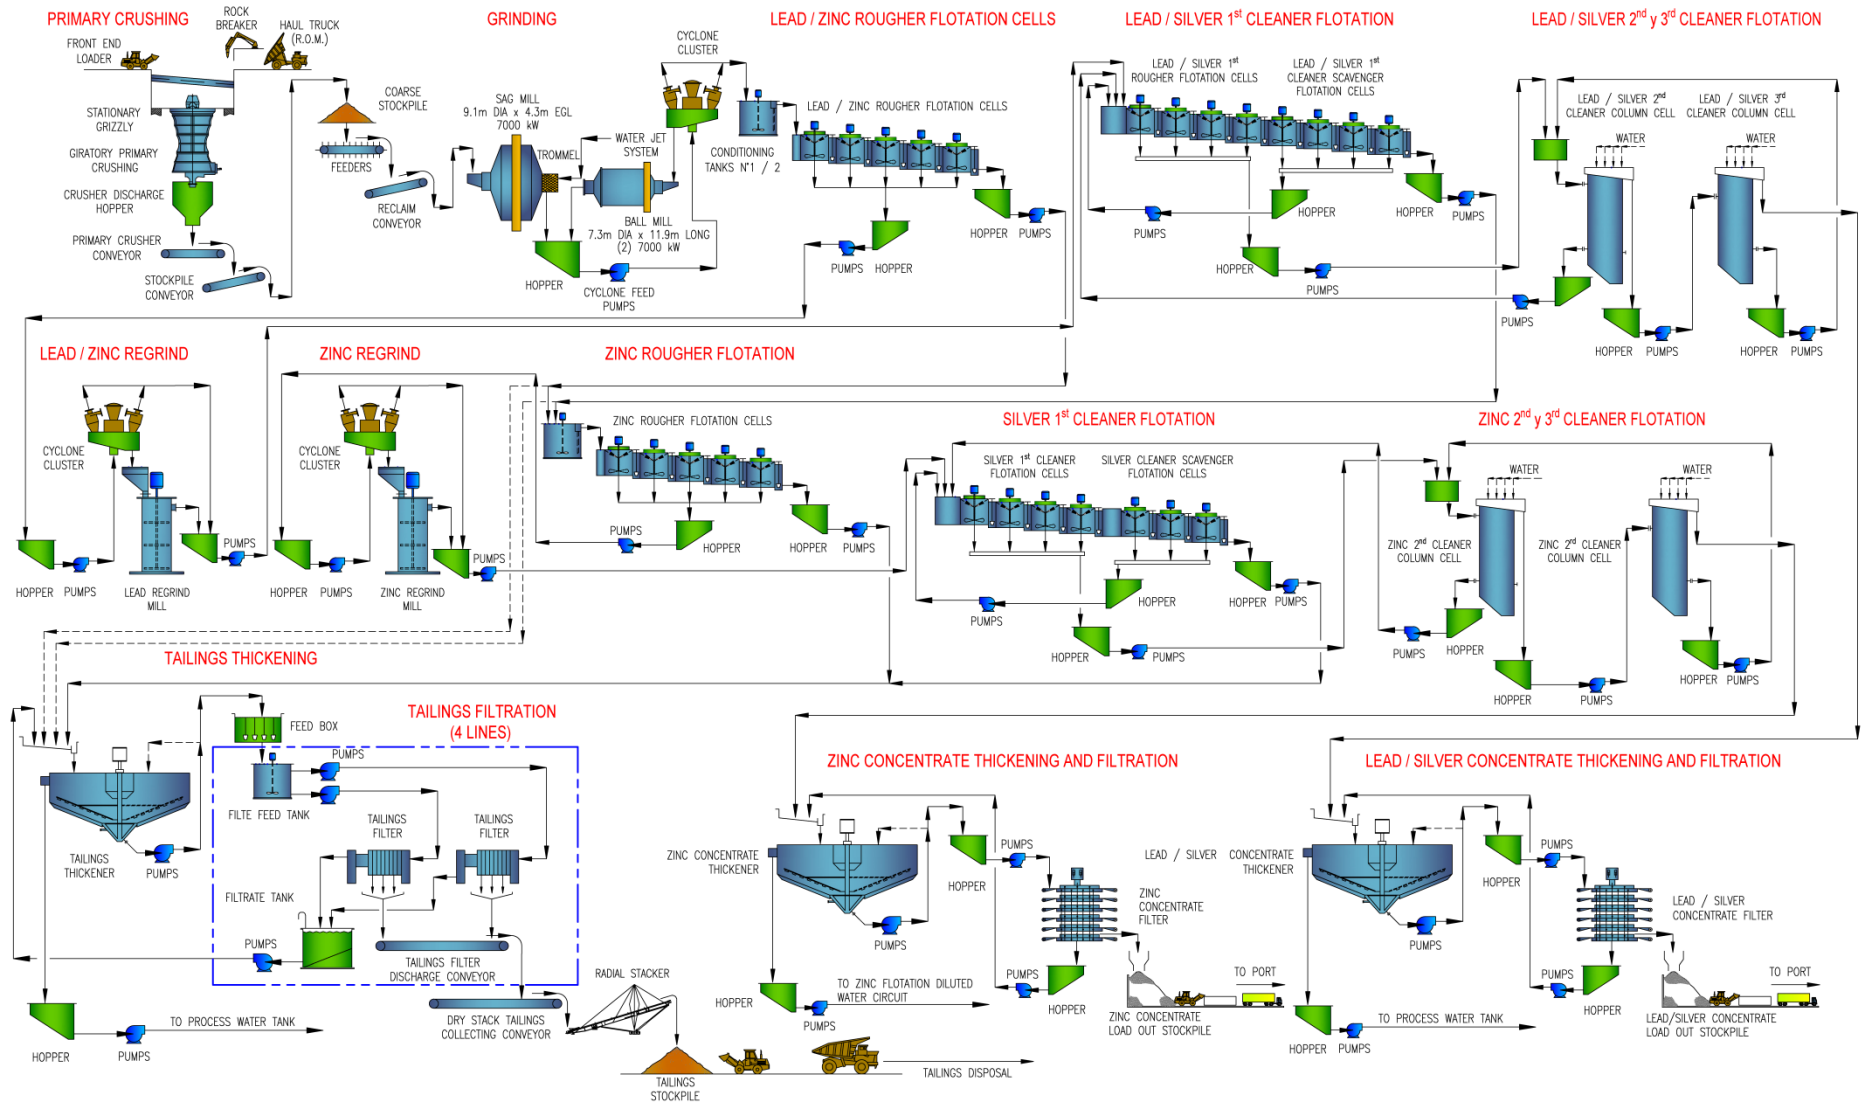 PRIMARY CRUSHING
ROCK
BREAKER
HAUL TRUCK
(R.O.M.)
FRONT END
LOADER
STATIONARY
GRIZZLY
GIRATORY PRIMARY
CRUSHING
CRUSHER DISCHARGE
HOPPER
PRIMARY CRUSHER
CONVEYOR
STOCKPILE
CONVEYOR
COARSE
STOCKPILE
FEEDERS
RECLAIM
CONVEYOR
GRINDING
SAG MILL
9.1m DIA x 4.3m EGL
7000 kW
TROMMEL
WATER JET
SYSTEM
BALL MILL
7.3m DIA x 11.9m LONG
(2) 7000 kW
HOPPER
CYCLONE FEED
PUMPS
CYCLONE
CLUSTER
LEAD / ZINC ROUGHER FLOTATION CELLS
LEAD / ZINC ROUGHER FLOTATION CELLS
CONDITIONING
TANKS N°1 / 2
HOPPER
PUMPS
PUMPS
HOPPER
LEAD / SILVER 1st CLEANER FLOTATION
LEAD / SILVER 1st
ROUGHER FLOTATION CELLS
LEAD / SILVER 1st
CLEANER SCAVENGER
FLOTATION CELLS
PUMPS
HOPPER
HOPPER
PUMPS
HOPPER
PUMPS
LEAD / SILVER 2nd y 3rd CLEANER FLOTATION
LEAD / SILVER 2nd
CLEANER COLUMN CELL
LEAD / SILVER 3rd
CLEANER COLUMN CELL
WATER
WATER
PUMPS
HOPPER
PUMPS
HOPPER
PUMPS
LEAD / ZINC REGRIND
CYCLONE
CLUSTER
HOPPER
PUMPS
LEAD REGRIND
MILL
PUMPS
ZINC REGRIND
CYCLONE
CLUSTER
HOPPER
PUMPS
ZINC REGRIND
MILL
PUMPS
ZINC ROUGHER FLOTATION
ZINC ROUGHER FLOTATION CELLS
PUMPS
HOPPER
HOPPER
PUMPS
SILVER 1st CLEANER FLOTATION
SILVER 1st CLEANER
FLOTATION CELLS
SILVER CLEANER SCAVENGER
FLOTATION CELLS
PUMPS
HOPPER
HOPPER
PUMPS
HOPPER
PUMPS
ZINC 2nd y 3rd CLEANER FLOTATION
WATER
WATER
ZINC 2nd CLEANER
COLUMN CELL
ZINC 2rd CLEANER
COLUMN CELL
PUMPS
HOPPER
HOPPER
PUMPS
HOPPER
PUMPS
TAILINGS THICKENING
TAILINGS
THICKENER
PUMPS
HOPPER
PUMPS
TO PROCESS WATER TANK
FEED BOX
TAILINGS FILTRATION
(4 LINES)
PUMPS
PUMPS
FILTE FEED TANK
TAILINGS
FILTER
TAILINGS
FILTER
FILTRATE TANK
PUMPS
TAILINGS FILTER
DISCHARGE CONVEYOR
DRY STACK TAILINGS
COLLECTING CONVEYOR
RADIAL STACKER
TAILINGS
STOCKPILE
TAILINGS DISPOSAL
ZINC CONCENTRATE THICKENING AND FILTRATION
ZINC CONCENTRATE
THICKENER
PUMPS
HOPPER
PUMPS
ZINC
CONCENTRATE
FILTER
PUMPS
HOPPER
TO ZINC FLOTATION DILUTED
WATER CIRCUIT
HOPPER
PUMPS
TO PORT
ZINC CONCENTRATE
LOAD OUT STOCKPILE
LEAD / SILVER CONCENTRATE THICKENING AND FILTRATION
LEAD / SILVER CONCENTRATE
THICKENER
PUMPS
HOPPER
PUMPS
LEAD / SILVER
CONCENTRATE FILTER
PUMPS
HOPPER
TO PROCESS WATER TANK
HOPPER
PUMPS
TO PORT
LEAD/SILVER CONCENTRATE
LOAD OUT STOCKPILE